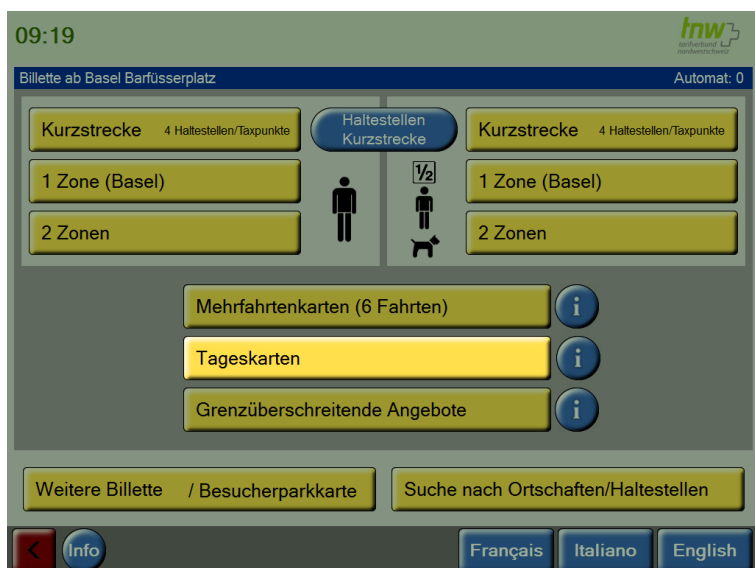 09:19
tnw
tarifverbund
nordwestschweiz
Billette ab Basel Barfüsserplatz
Automat: 0
Kurzstrecke 4 Haltestellen/Taxpunkte
Haltestellen
Kurzstrecke
Kurzstrecke 4 Haltestellen/Taxpunkte
1 Zone (Basel)
1/2
1 Zone (Basel)
2 Zonen
2 Zonen
Mehrfahrtenkarten (6 Fahrten)
i
Tageskarten
i
Grenzüberschreitende Angebote
i
Weitere Billette / Besucherparkkarte
Suche nach Ortschaften/Haltestellen
<
Info
Français
Italiano
English